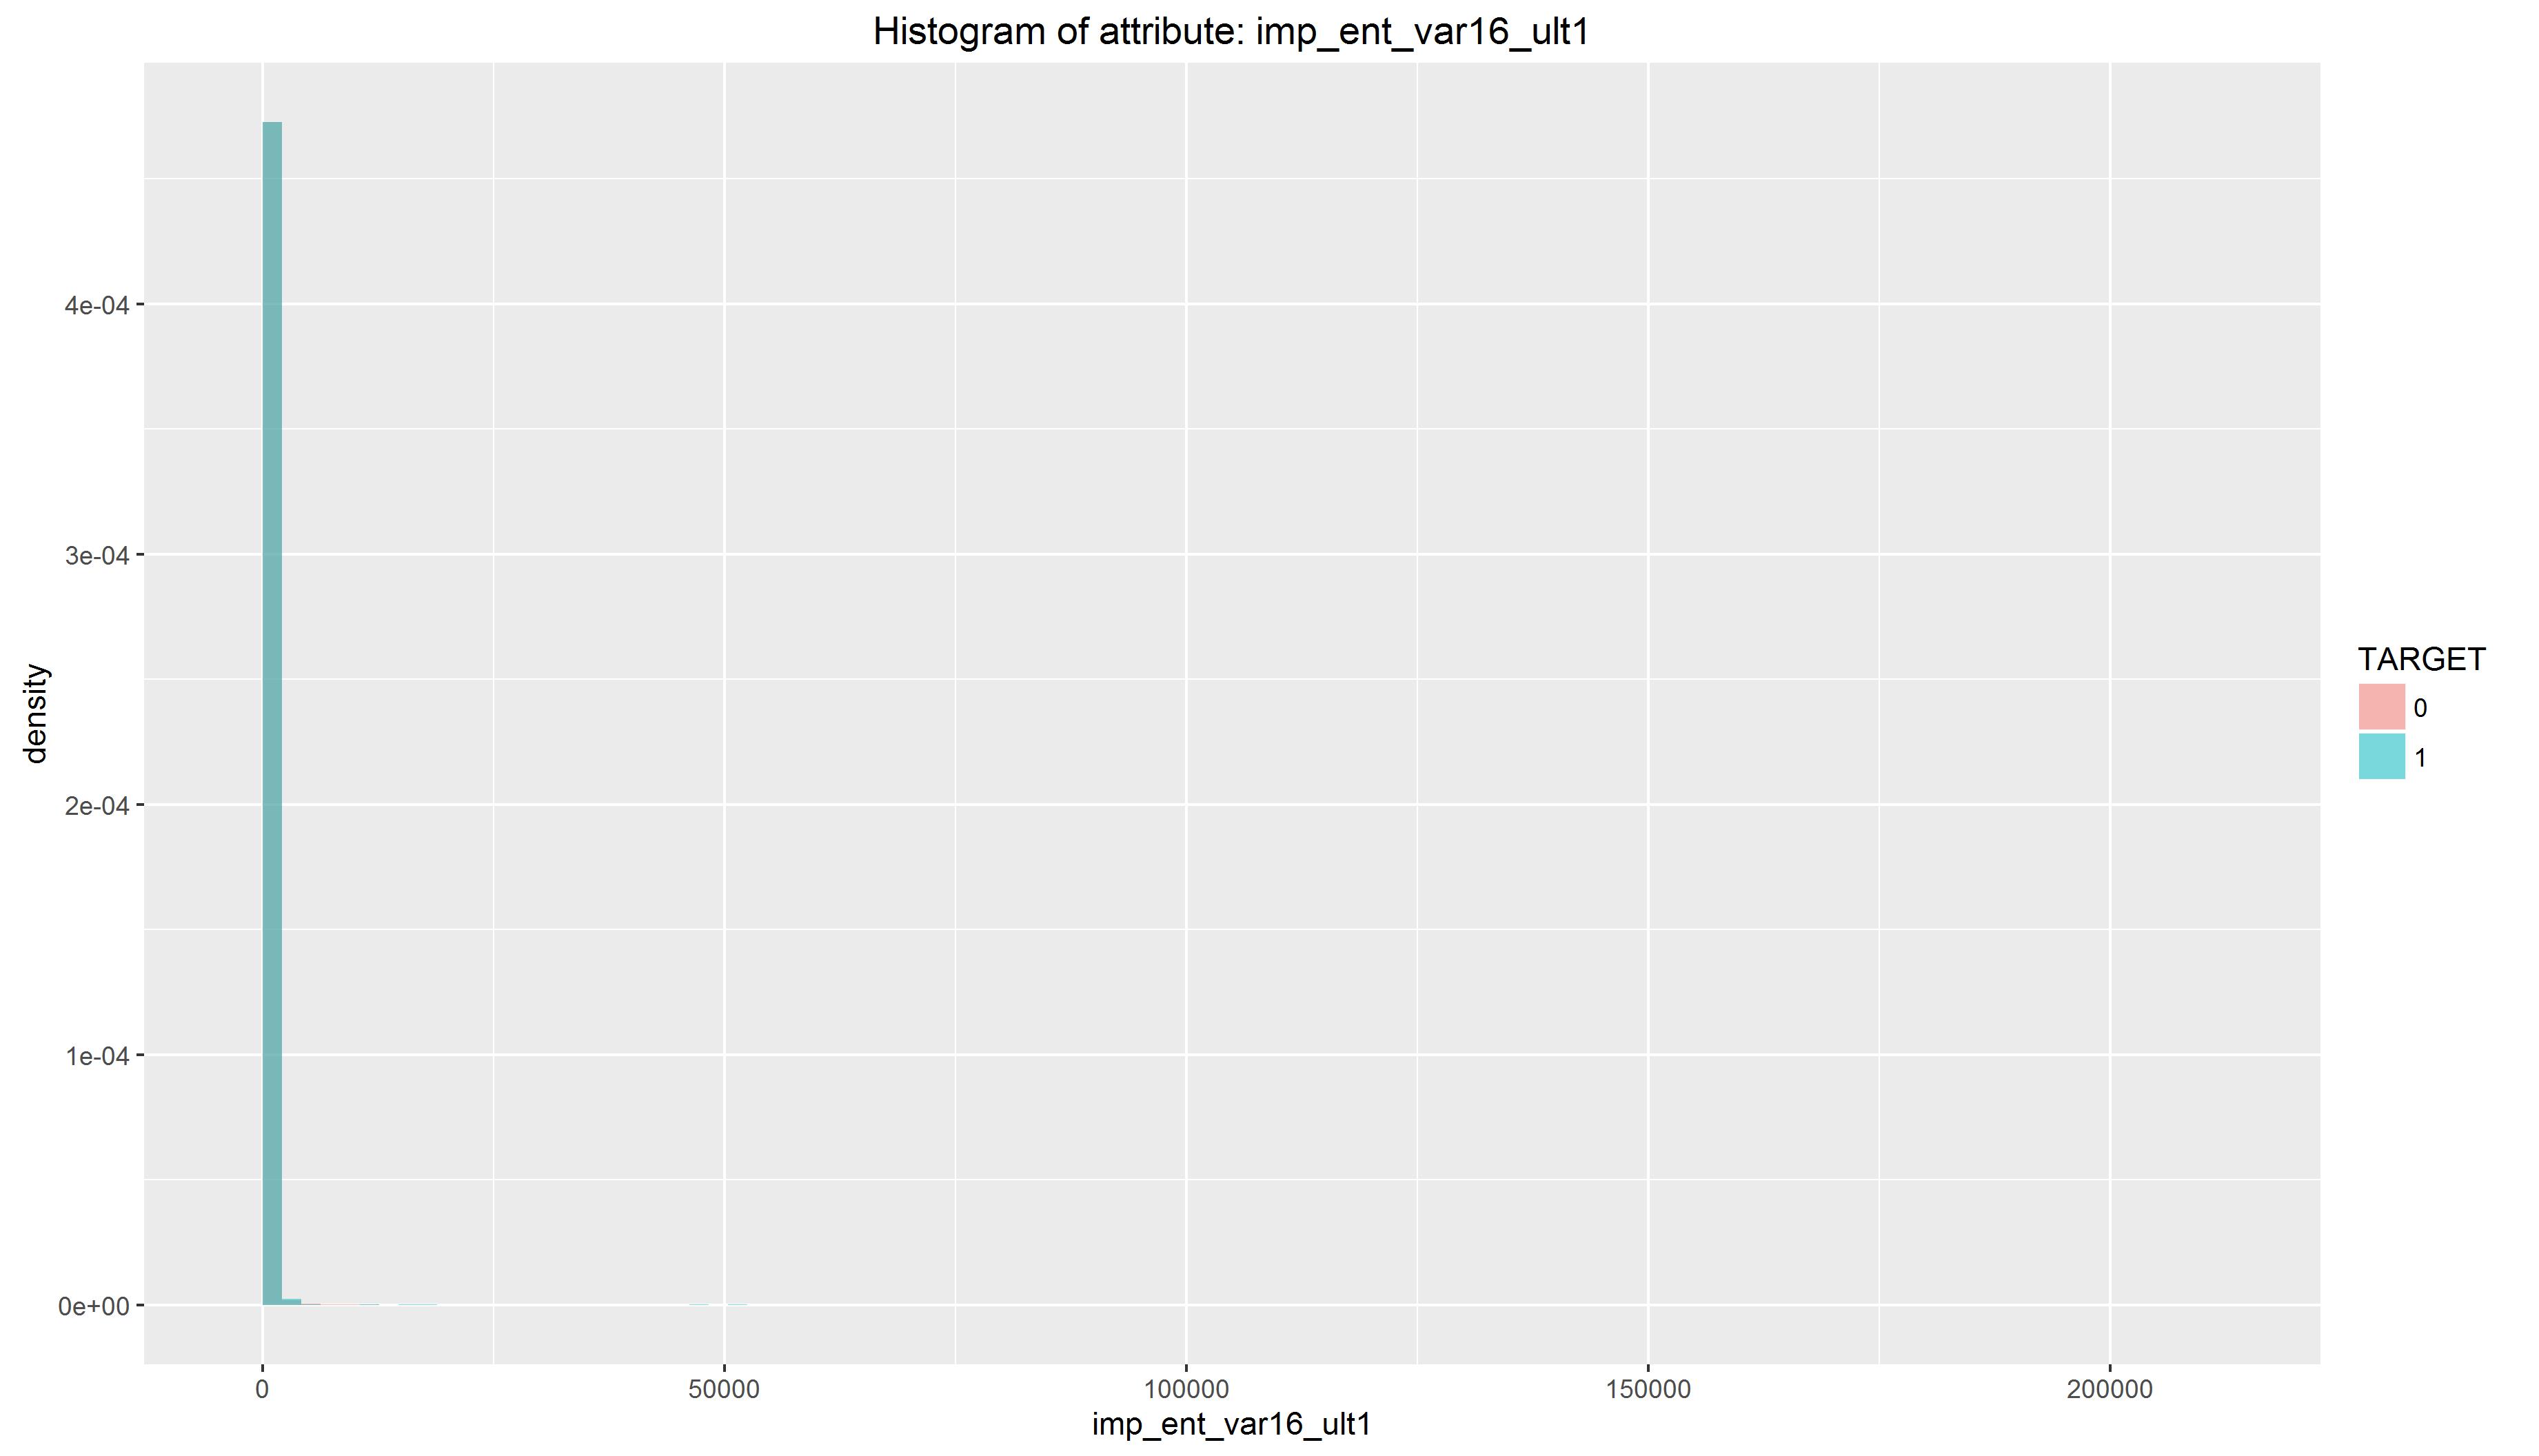 Histogram of attribute: imp_ent_var16_ult1
4e-04
3e-04
2e-04
1e-04
0e+00
density
0
50000
100000
150000
200000
imp_ent_var16_ult1
TARGET
0
1